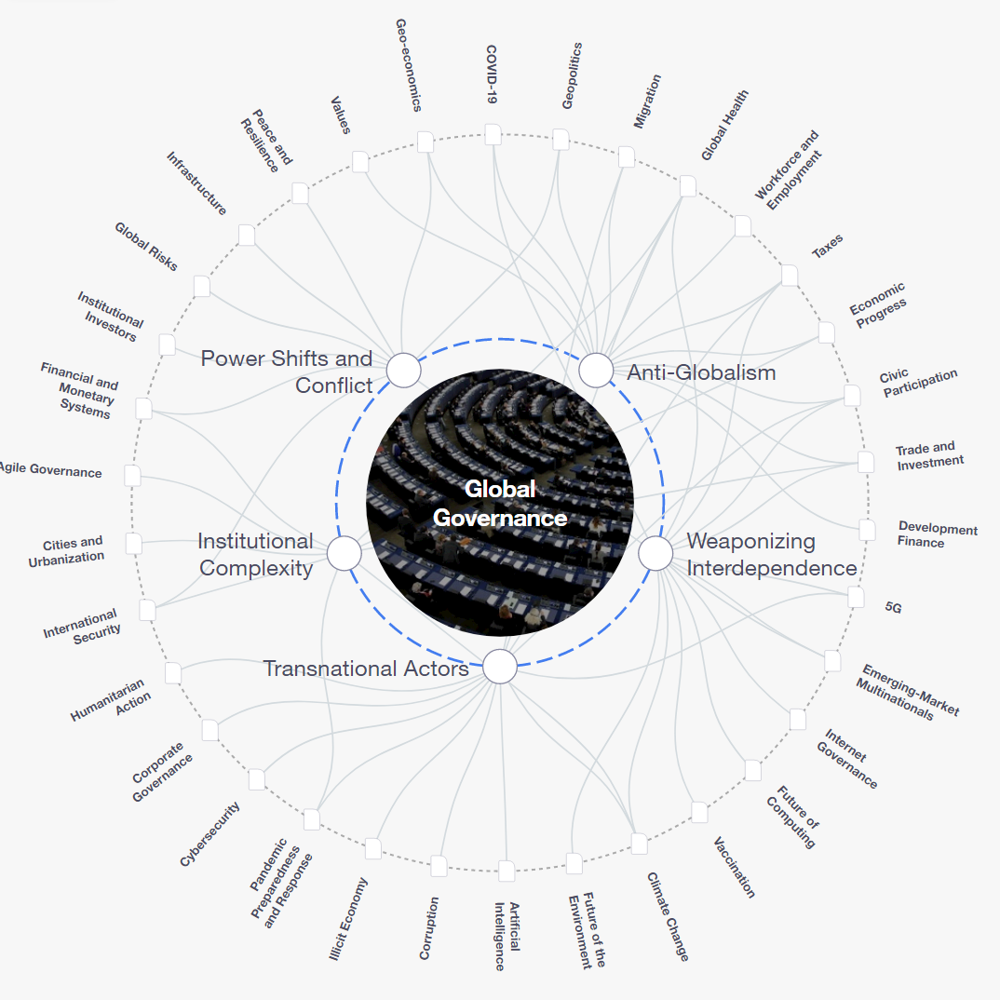 Geo-economics
COVID-19
Geopolitics
Migration
Global Health
Workforce and
Employment
Taxes
Economic
Progress
Civic
Participation
Trade and
Investment
Development
Finance
5G
Emerging-Market
Multinationals
Internet
Governance
Future of
Computing
Vaccination
Climate Change
Future of the
Environment
Artificial
Intelligence
Corruption
Illicit Economy
Pandemic
Preparedness
and Response
Cybersecurity
Corporate
Governance
Humanitarian
Action
International
Security
Cities and
Urbanization
Agile Governance
Financial and
Monetary
Systems
Institutional
Investors
Global Risks
Infrastructure
Peace and
Resilience
Values
Power Shifts and
Conflict
Anti-Globalism
Global
Governance
Institutional
Complexity
Weaponizing
Interdependence
Transnational Actors